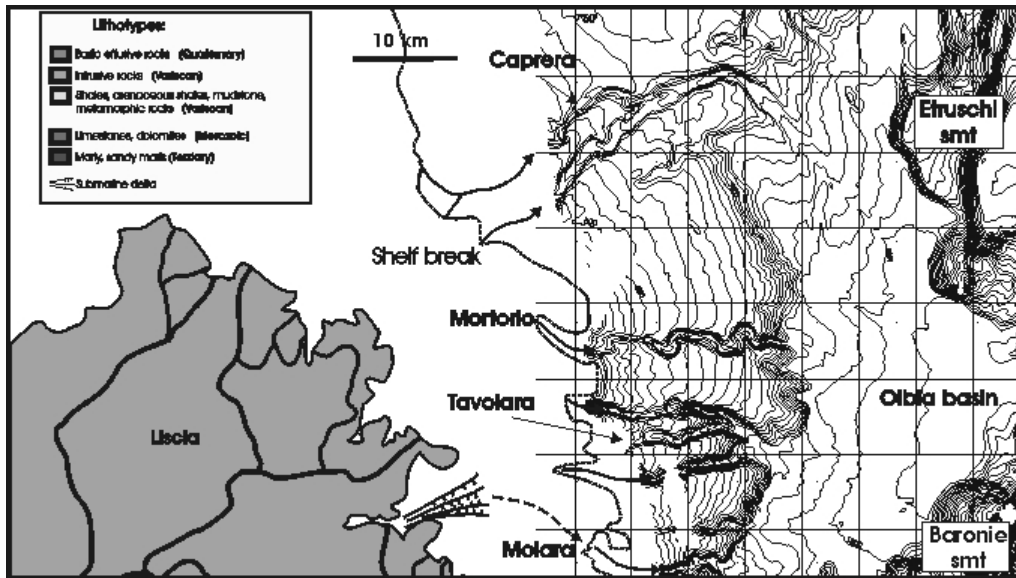 Lithotypes:
Basic effusive rocks (Quaternary)
Intrusive rocks (Variscan)
Shales, arenaceous shales, mudstone,
metamorphic rocks (Variscan)
Limestones, dolomites (Mesozoic)
Marly, sandy marls (Tertiary)
Submarine delta
10 km
Caprera
Etruschi
smt
Shelf break
Mortorio
Tavolara
Olbia basin
Liscia
Molara
Baronie
smt